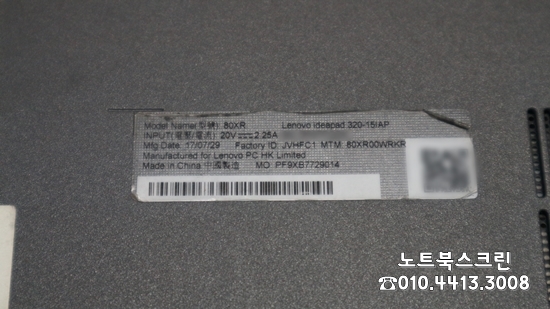 Model Name(型號): 80XR Lenovo ideapad 320-15IAP
INPUT(電壓/電流): 20V⎓2.25A
Mfg Date: 17/07/29 Factory ID: JVHFC1 MTM: 80XR00WRKR
Manufactured for Lenovo PC HK Limited
Made in China 中國製造 MO: PF9XB7729014
노트북스크린
☎010.4413.3008